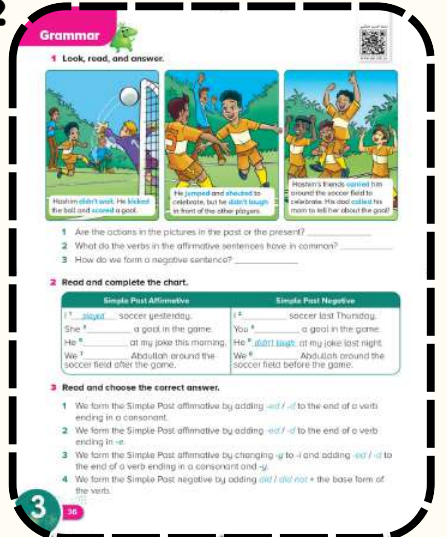 Grammar
1 Look, read, and answer.
Hashim didn't wait. He kicked
the ball and scored a goal.
He jumped and shouted to
celebrate, but he didn't laugh
in front of the other players.
Hashim's friends carried him
around the soccer field to
celebrate. His dad called his
mom to tell her about the goal!
1 Are the actions in the pictures in the past or the present? ____________
2 What do the verbs in the affirmative sentences have in common? ____________
3 How do we form a negative sentence? ____________
2 Read and complete the chart.
Simple Past Affirmative
Simple Past Negative
I 1 played soccer yesterday.
I 2 ________ soccer last Thursday.
She 3 ________ a goal in the game.
You 4 ________ a goal in the game.
He 5 ________ at my joke this morning.
He 6 didn't laugh at my joke last night.
We 7 ________ Abdullah around the
soccer field after the game.
We 8 ________ Abdullah around the
soccer field before the game.
3 Read and choose the correct answer.
1 We form the Simple Past affirmative by adding -ed / -d to the end of a verb
ending in a consonant.
2 We form the Simple Past affirmative by adding -ed / -d to the end of a verb
ending in -e.
3 We form the Simple Past affirmative by changing -y to -i and adding -ed / -d to
the end of a verb ending in a consonant and -y.
4 We form the Simple Past negative by adding did / did not + the base form of
the verb.
3
36